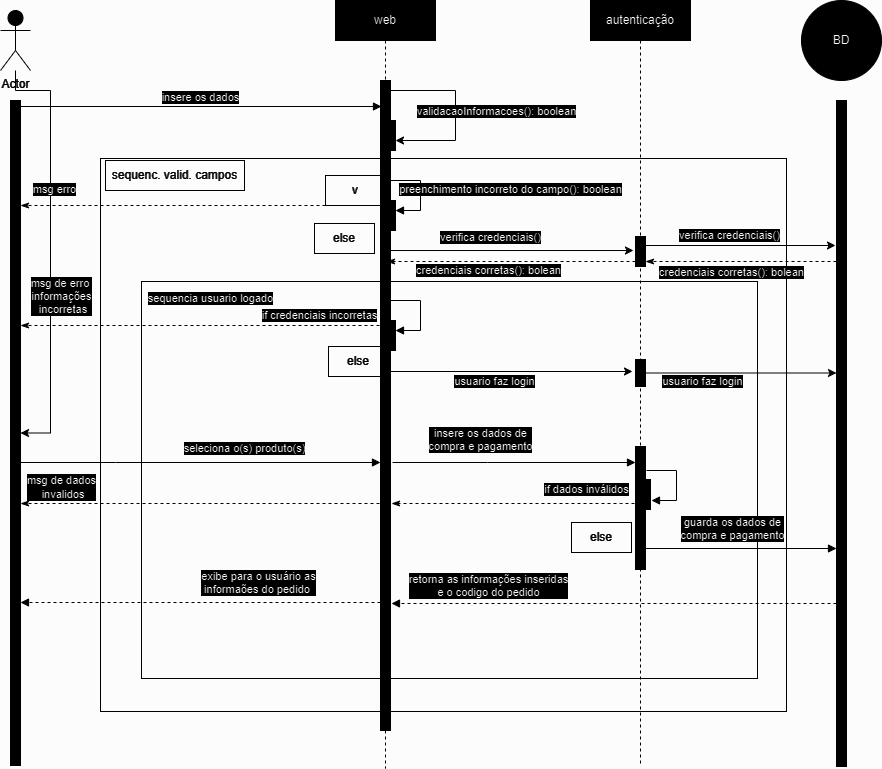 web
autenticação
BD
Actor
insere os dados
validacaoInformacoes(): boolean
sequenc. valid. campos
msg erro
v
preenchimento incorreto do campo(): boolean
else
verifica credenciais()
verifica credenciais()
credenciais corretas(): bolean
credenciais corretas(): bolean
msg de erro
informações
incorretas
sequencia usuario logado
if credenciais incorretas
else
usuario faz login
usuario faz login
seleciona o(s) produto(s)
insere os dados de
compra e pagamento
msg de dados
invalidos
if dados inválidos
else
guarda os dados de
compra e pagamento
exibe para o usuário as
informaões do pedido
retorna as informações inseridas
e o codigo do pedido